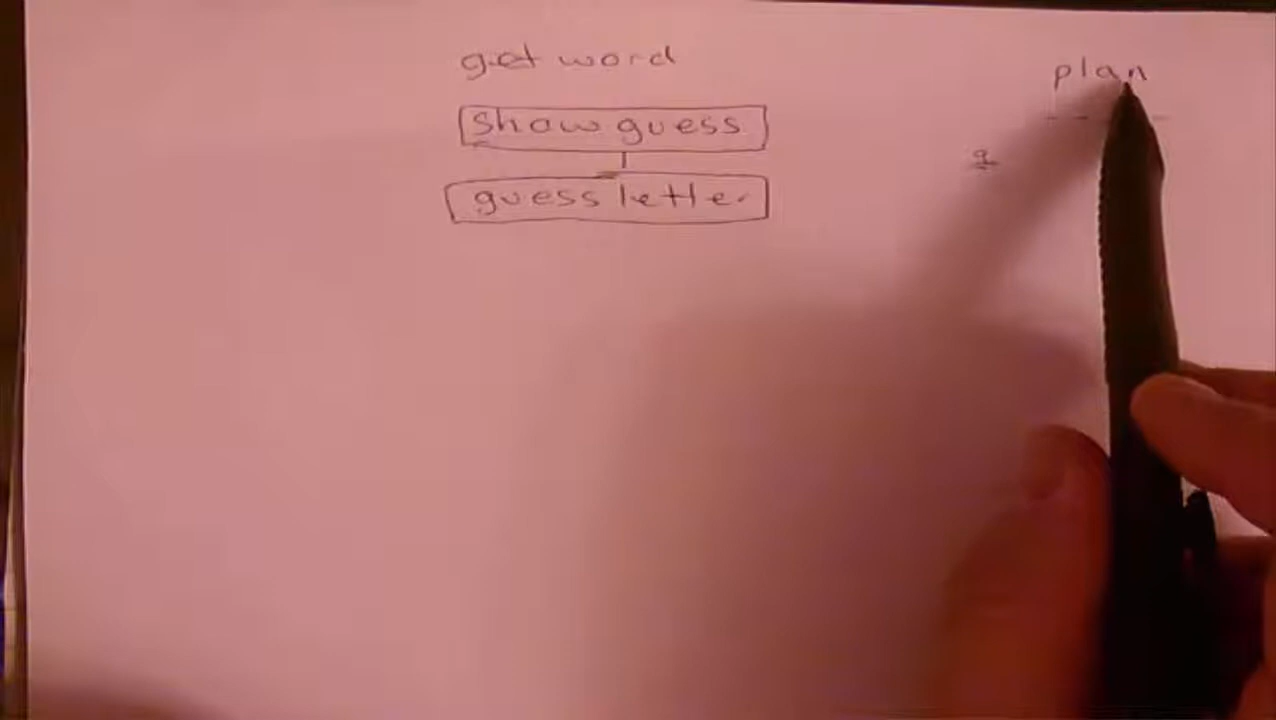 get word
show guess
guess letter
plan
a